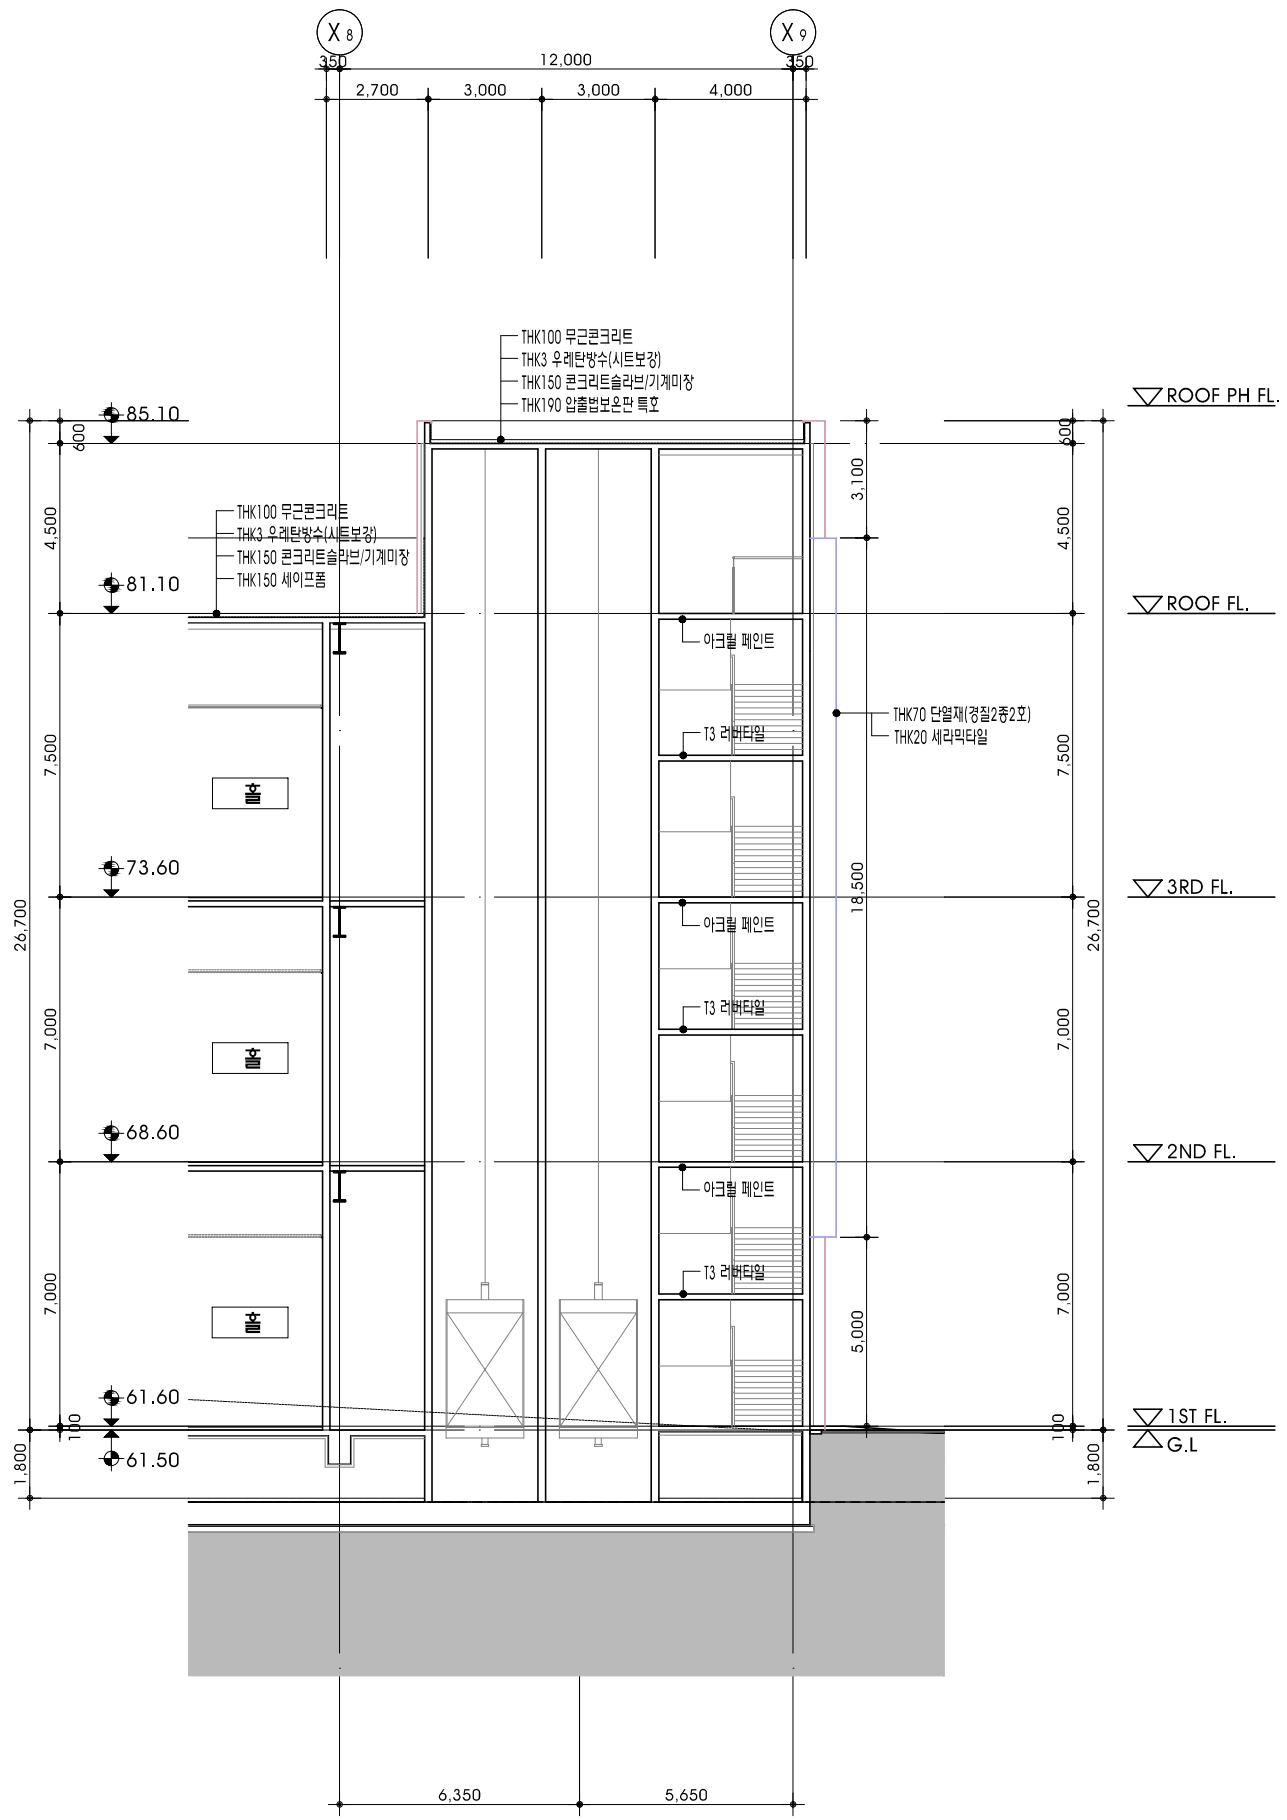 X 8
X 9
350
12,000
350
2,700
3,000
3,000
4,000
THK100 무근콘크리트
THK3 우레탄방수(시트보강)
THK150 콘크리트슬라브/기계미장
THK190 압출법보온판 특호
ROOF PH FL.
85.10
600
600
3,100
THK100 무근콘크리트
THK3 우레탄방수(시트보강)
THK150 콘크리트슬라브/기계미장
THK150 세이프폼
4,500
4,500
81.10
ROOF FL.
아크릴 페인트
THK70 단열재(경질2종2호)
THK20 세라믹타일
T3 러버타일
7,500
7,500
홀
73.60
3RD FL.
18,500
26,700
26,700
아크릴 페인트
T3 러버타일
7,000
7,000
홀
68.60
2ND FL.
아크릴 페인트
T3 러버타일
7,000
7,000
홀
5,000
61.60
1ST FL.
100
100
G.L
61.50
1,800
1,800
6,350
5,650